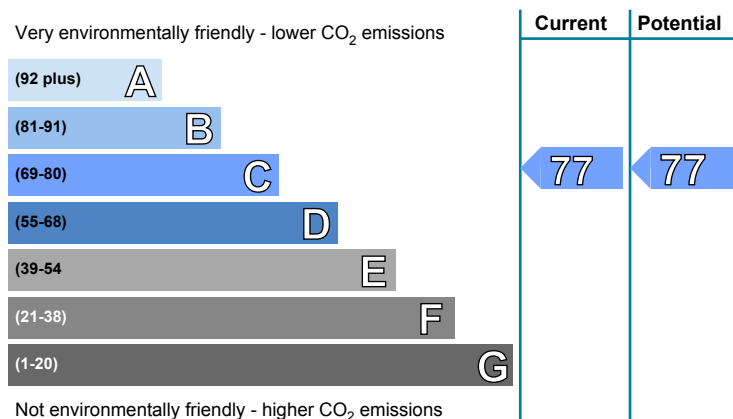 Very environmentally friendly - lower CO₂ emissions
Current
Potential
(92 plus) A
(81-91) B
(69-80) C
77
77
(55-68) D
(39-54 E
(21-38) F
(1-20) G
Not environmentally friendly - higher CO₂ emissions